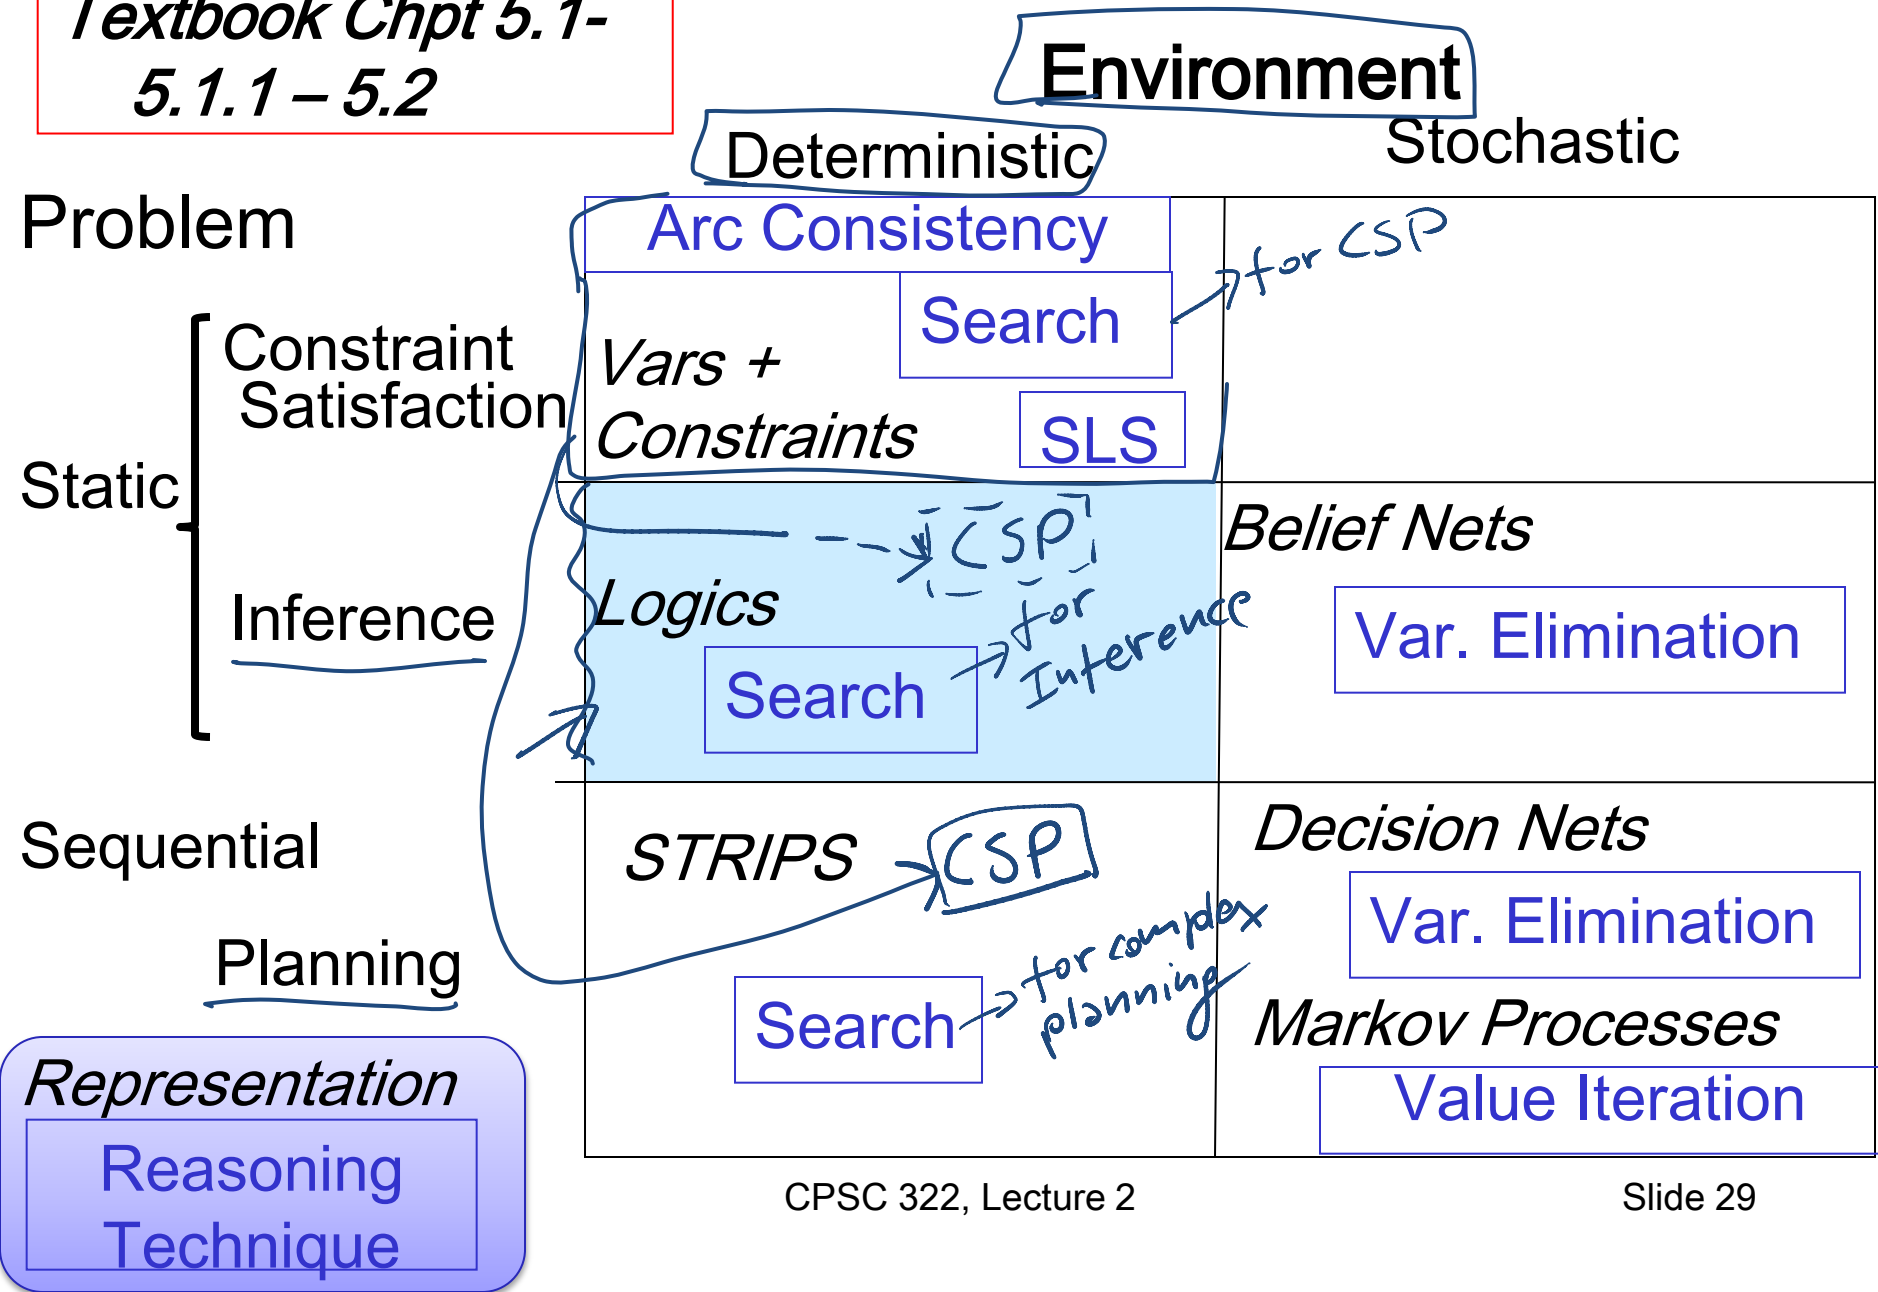 Textbook Chpt 5.1-
5.1.1 – 5.2
Environment
Deterministic
Stochastic
Problem
Arc Consistency
Search
for CSP
Constraint
Satisfaction
Vars +
Constraints
SLS
Static
CSP
Belief Nets
Logics
for
Inference
Inference
Search
Var. Elimination
Sequential
STRIPS
CSP
Decision Nets
Var. Elimination
Planning
Search
for complex
planning
Markov Processes
Value Iteration
Representation
Reasoning
Technique
CPSC 322, Lecture 2
Slide 29